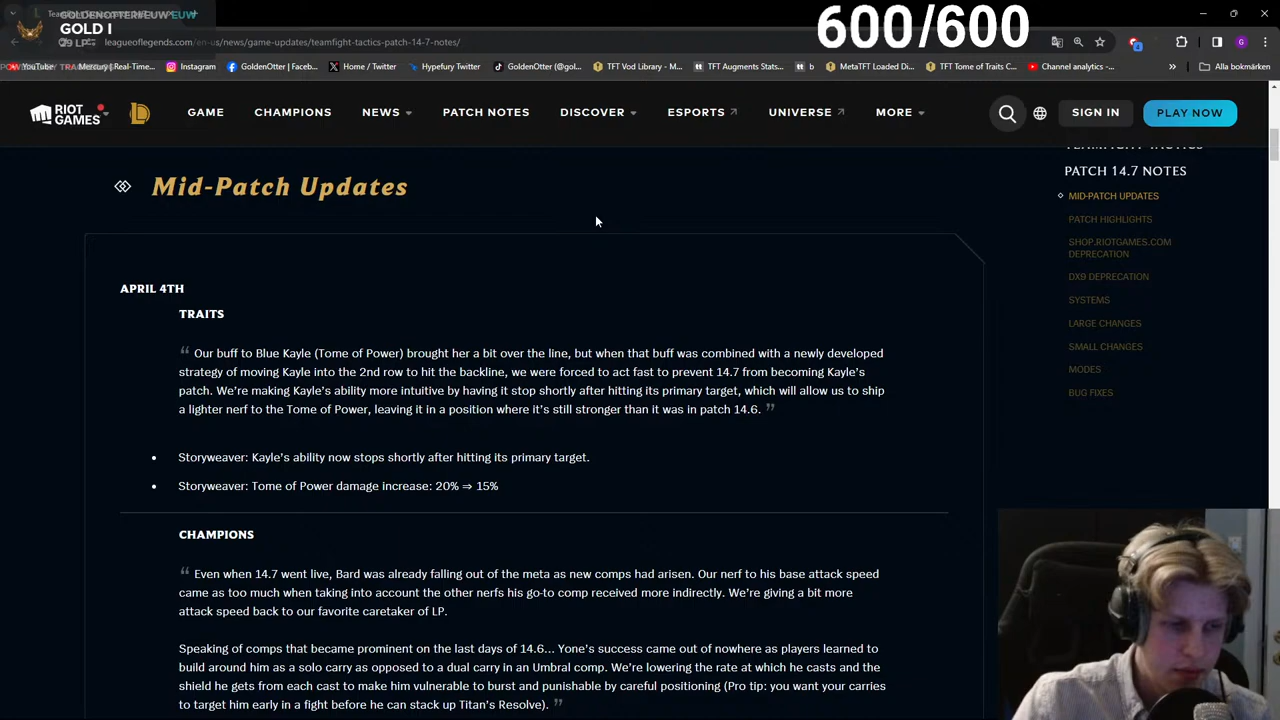 GOLDENOTTEREUW EUW
GOLD I
29 LP
600/600
leagueoflegends.com/en-us/news/game-updates/teamfight-tactics-patch-14-7-notes/
YouTube
Mercury Real-Time...
Instagram
GoldenOtter | Faceb...
Home / Twitter
Hypefury Twitter
GoldenOtter (@gol...
TFT Vod Library - M...
TFT Augments Stats...
b
MetaTFT Loaded Di...
TFT Tome of Traits C...
Channel analytics -...
»
Alla bokmärken
RIOT GAMES
GAME
CHAMPIONS
NEWS
PATCH NOTES
DISCOVER
ESPORTS
UNIVERSE
MORE
SIGN IN
PLAY NOW
Mid-Patch Updates
APRIL 4TH
TRAITS
“ Our buff to Blue Kayle (Tome of Power) brought her a bit over the line, but when that buff was combined with a newly developed
strategy of moving Kayle into the 2nd row to hit the backline, we were forced to act fast to prevent 14.7 from becoming Kayle’s
patch. We’re making Kayle’s ability more intuitive by having it stop shortly after hitting its primary target, which will allow us to ship
a lighter nerf to the Tome of Power, leaving it in a position where it’s still stronger than it was in patch 14.6. ”
• Storyweaver: Kayle’s ability now stops shortly after hitting its primary target.
• Storyweaver: Tome of Power damage increase: 20% ⇒ 15%
CHAMPIONS
“ Even when 14.7 went live, Bard was already falling out of the meta as new comps had arisen. Our nerf to his base attack speed
came as too much when taking into account the other nerfs his go-to comp received more indirectly. We’re giving a bit more
attack speed back to our favorite caretaker of LP.
Speaking of comps that became prominent on the last days of 14.6... Yone’s success came out of nowhere as players learned to
build around him as a solo carry as opposed to a dual carry in an Umbral comp. We’re lowering the rate at which he casts and the
shield he gets from each cast to make him vulnerable to burst and punishable by careful positioning (Pro tip: you want your carries
to target him early in a fight before he can stack up Titan’s Resolve). ”
TEAMFIGHT TACTICS
PATCH 14.7 NOTES
MID-PATCH UPDATES
PATCH HIGHLIGHTS
SHOP.RIOTGAMES.COM
DEPRECATION
DX9 DEPRECATION
SYSTEMS
LARGE CHANGES
SMALL CHANGES
MODES
BUG FIXES